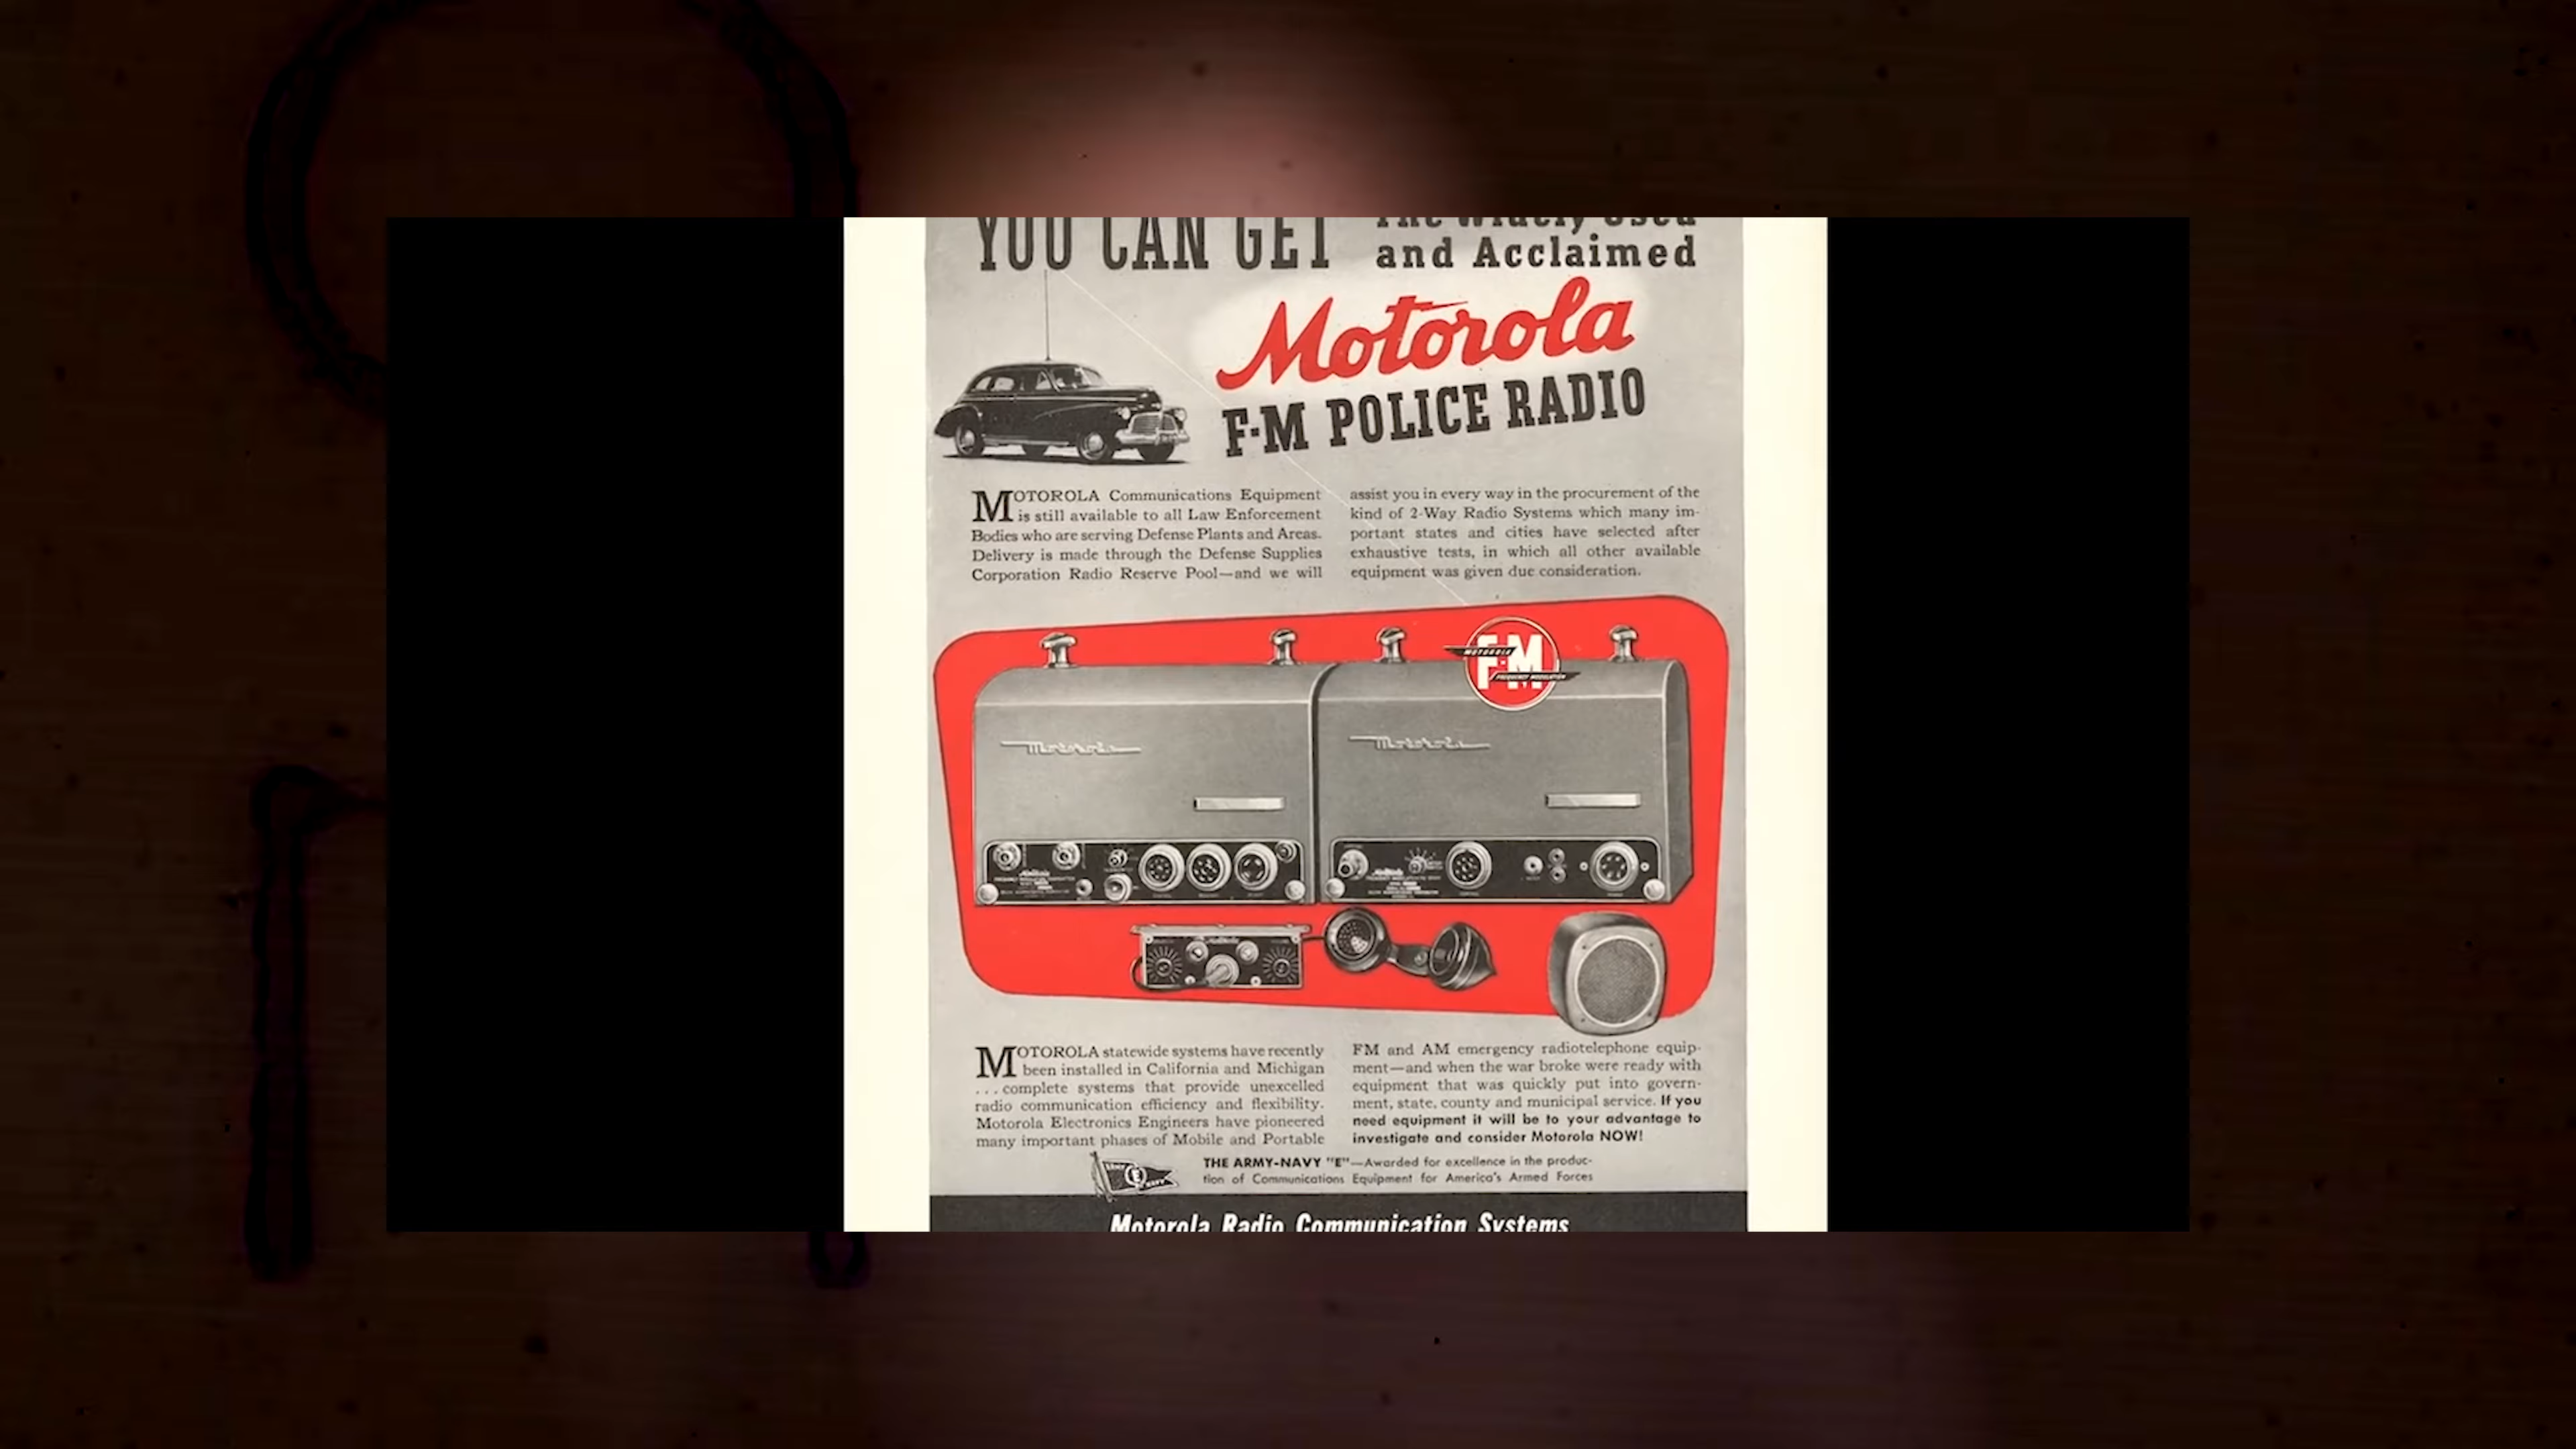 YOU CAN GET
The Widely Used
and Acclaimed
Motorola
F-M POLICE RADIO
MOTOROLA Communications Equipment
is still available to all Law Enforcement
Bodies who are serving Defense Plants and Areas.
Delivery is made through the Defense Supplies
Corporation Radio Reserve Pool—and we will
assist you in every way in the procurement of the
kind of 2-Way Radio Systems which many im-
portant states and cities have selected after
exhaustive tests, in which all other available
equipment was given due consideration.
F-M
MOTOROLA
FREQUENCY MODULATION
Motorola
Motorola
MOTOROLA statewide systems have recently
been installed in California and Michigan
... complete systems that provide unexcelled
radio communication efficiency and flexibility.
Motorola Electronics Engineers have pioneered
many important phases of Mobile and Portable
FM and AM emergency radiotelephone equip-
ment—and when the war broke were ready with
equipment that was quickly put into govern-
ment, state, county and municipal service. If you
need equipment it will be to your advantage to
investigate and consider Motorola NOW!
E
THE ARMY-NAVY "E"—Awarded for excellence in the produc-
tion of Communications Equipment for America's Armed Forces
Motorola Radio Communication Systems